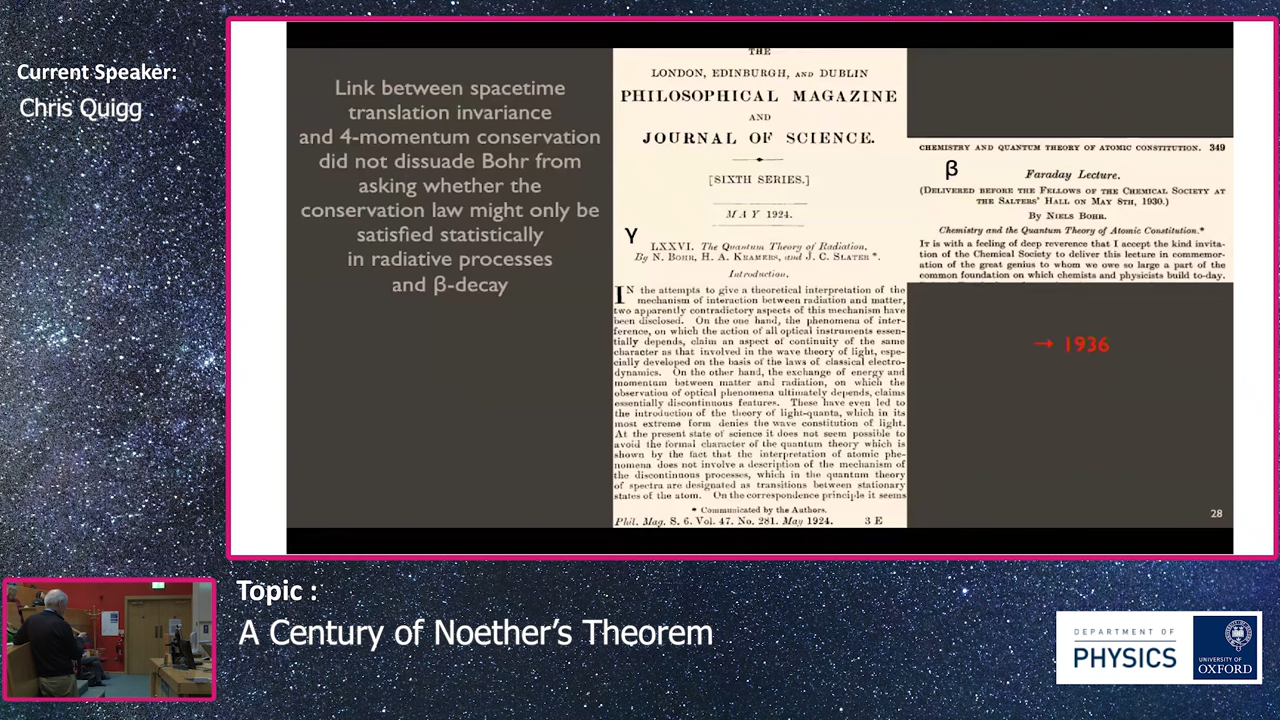 Current Speaker:
Chris Quigg
Link between spacetime
translation invariance
and 4-momentum conservation
did not dissuade Bohr from
asking whether the
conservation law might only be
satisfied statistically
in radiative processes
and β-decay
THE
LONDON, EDINBURGH, AND DUBLIN
PHILOSOPHICAL MAGAZINE
AND
JOURNAL OF SCIENCE.
[SIXTH SERIES.]
MAY 1924.
γ
LXXVI. The Quantum Theory of Radiation.
By N. BOHR, H. A. KRAMERS, and J. C. SLATER *.
Introduction.
IN the attempts to give a theoretical interpretation of the
mechanism of interaction between radiation and matter,
two apparently contradictory aspects of this mechanism have
been disclosed. On the one hand, the phenomena of inter-
ference, on which the action of all optical instruments essen-
tially depends, claim an aspect of continuity of the same
character as that involved in the wave theory of light, espe-
cially developed on the basis of the laws of classical electro-
dynamics. On the other hand, the exchange of energy and
momentum between matter and radiation, on which the
observation of optical phenomena ultimately depends, claims
essentially discontinuous features. These have even led to
the introduction of the theory of light-quanta, which in its
most extreme form denies the wave constitution of light.
At the present state of science it does not seem possible to
avoid the formal character of the quantum theory which is
shown by the fact that the interpretation of atomic phe-
nomena does not involve a description of the mechanism of
the discontinuous processes, which in the quantum theory
of spectra are designated as transitions between stationary
states of the atom. On the correspondence principle it seems
* Communicated by the Authors.
Phil. Mag. S. 6. Vol. 47. No. 281. May 1924. 3 E
CHEMISTRY AND QUANTUM THEORY OF ATOMIC CONSTITUTION. 349
β
Faraday Lecture.
(DELIVERED BEFORE THE FELLOWS OF THE CHEMICAL SOCIETY AT
THE SALTERS' HALL ON MAY 8TH, 1930.)
By NIELS BOHR.
Chemistry and the Quantum Theory of Atomic Constitution.*
IT is with a feeling of deep reverence that I accept the kind invita-
tion of the Chemical Society to deliver this lecture in commemor-
ation of the great genius to whom we owe so large a part of the
common foundation on which chemists and physicists build to-day.
→ 1936
28
Topic :
A Century of Noether's Theorem
DEPARTMENT OF
PHYSICS
UNIVERSITY OF
OXFORD